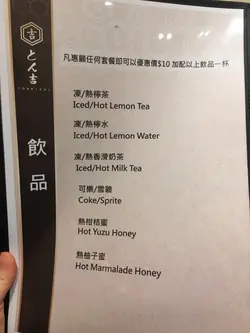 吉
とん吉
TONKICHI
飲品
凡惠顧任何套餐即可以優惠價$10 加配以上飲品一杯
凍/熱檸茶
Iced/Hot Lemon Tea
凍/熱檸水
Iced/Hot Lemon Water
凍/熱香滑奶茶
Iced/Hot Milk Tea
可樂/雪碧
Coke/Sprite
熱柑桔蜜
Hot Yuzu Honey
熱柚子蜜
Hot Marmalade Honey